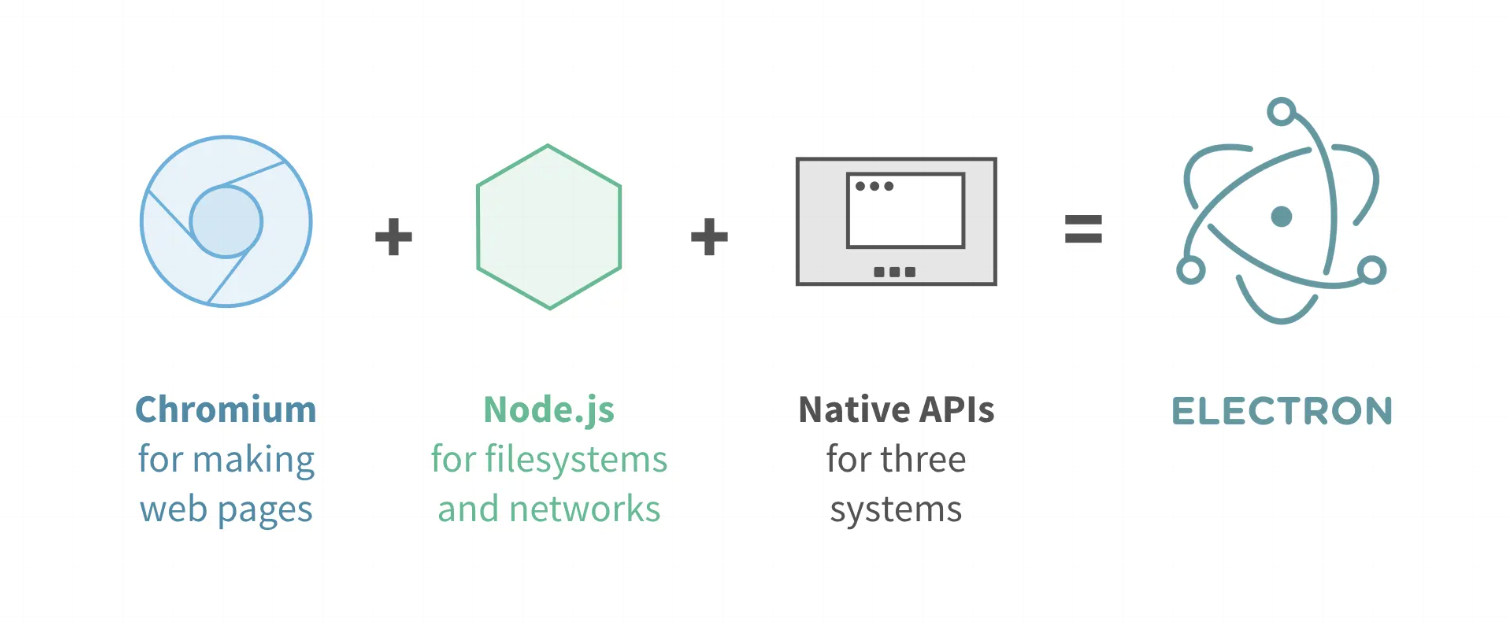 +
+
=
Chromium
for making
web pages
Node.js
for filesystems
and networks
Native APIs
for three
systems
ELECTRON